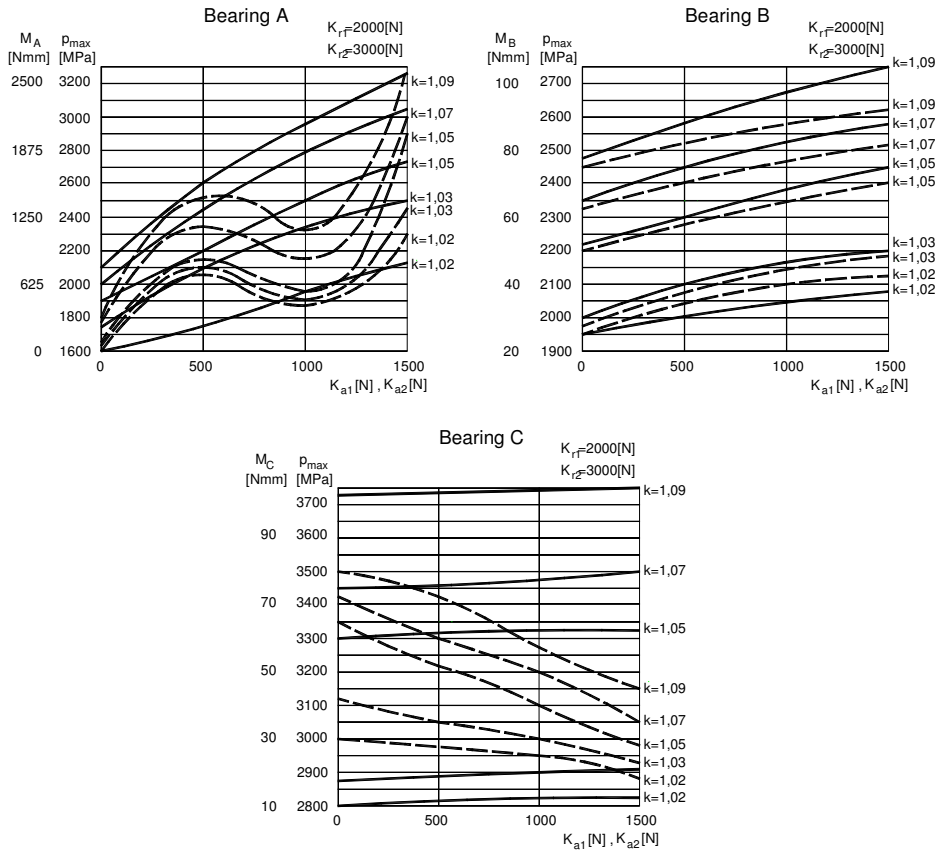 Bearing A
K_r1=2000[N]
K_r2=3000[N]
M_A p_max
[Nmm] [MPa]
2500 3200
3000
1875 2800
2600
1250 2400
2200
625 2000
1800
0 1600
k=1,09
k=1,07
k=1,05
k=1,05
k=1,03
k=1,03
k=1,02
k=1,02
0 500 1000 1500
K_a1[N] , K_a2[N]
Bearing B
K_r1=2000[N]
K_r2=3000[N]
M_B p_max
[Nmm] [MPa]
100 2700
2600
80 2500
2400
60 2300
2200
40 2100
2000
20 1900
k=1,09
k=1,09
k=1,07
k=1,07
k=1,05
k=1,05
k=1,03
k=1,03
k=1,02
k=1,02
0 500 1000 1500
K_a1[N] , K_a2[N]
Bearing C
K_r1=2000[N]
K_r2=3000[N]
M_C p_max
[Nmm] [MPa]
3700
90 3600
3500
70 3400
3300
50 3200
3100
30 3000
2900
10 2800
k=1,09
k=1,07
k=1,05
k=1,09
k=1,07
k=1,05
k=1,03
k=1,02
k=1,02
0 500 1000 1500
K_a1[N] , K_a2[N]